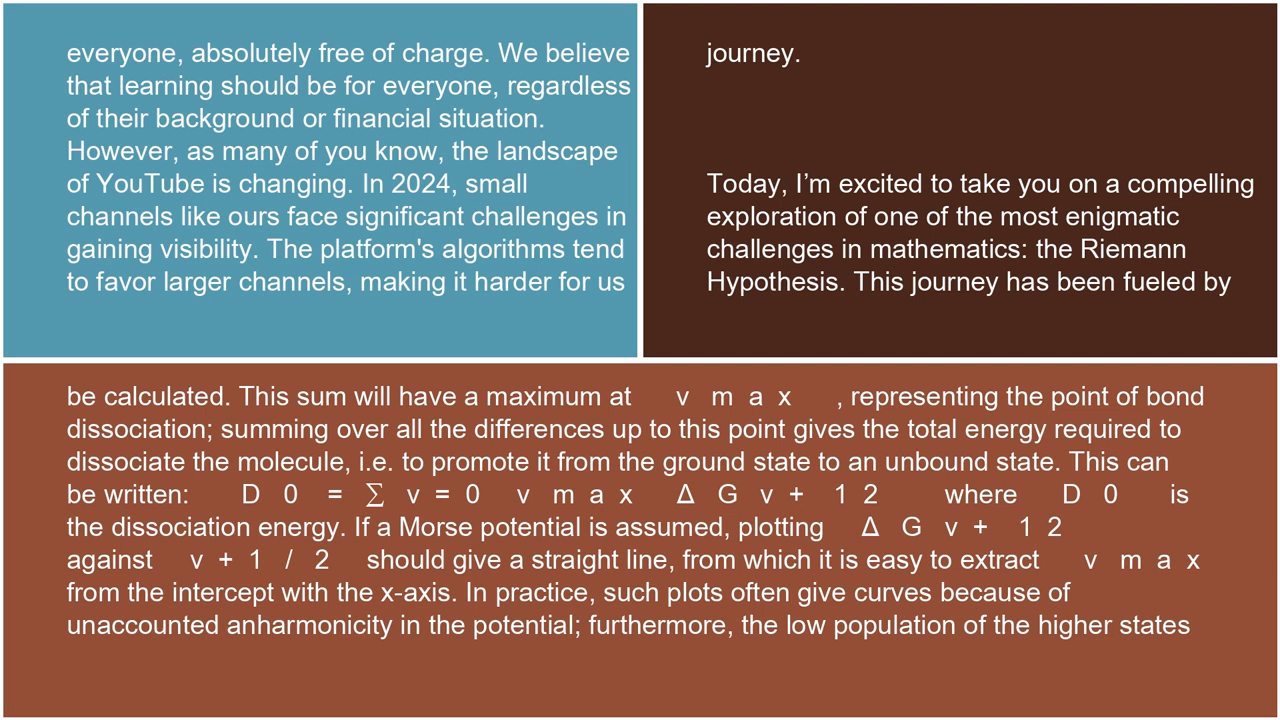 everyone, absolutely free of charge. We believe
that learning should be for everyone, regardless
of their background or financial situation.
However, as many of you know, the landscape
of YouTube is changing. In 2024, small
channels like ours face significant challenges in
gaining visibility. The platform's algorithms tend
to favor larger channels, making it harder for us
journey.
Today, I’m excited to take you on a compelling
exploration of one of the most enigmatic
challenges in mathematics: the Riemann
Hypothesis. This journey has been fueled by
be calculated. This sum will have a maximum at v m a x , representing the point of bond
dissociation; summing over all the differences up to this point gives the total energy required to
dissociate the molecule, i.e. to promote it from the ground state to an unbound state. This can
be written: D 0 = ∑ v = 0 v m a x Δ G v + 1 2 where D 0 is
the dissociation energy. If a Morse potential is assumed, plotting Δ G v + 1 2
against v + 1 / 2 should give a straight line, from which it is easy to extract v m a x
from the intercept with the x-axis. In practice, such plots often give curves because of
unaccounted anharmonicity in the potential; furthermore, the low population of the higher states